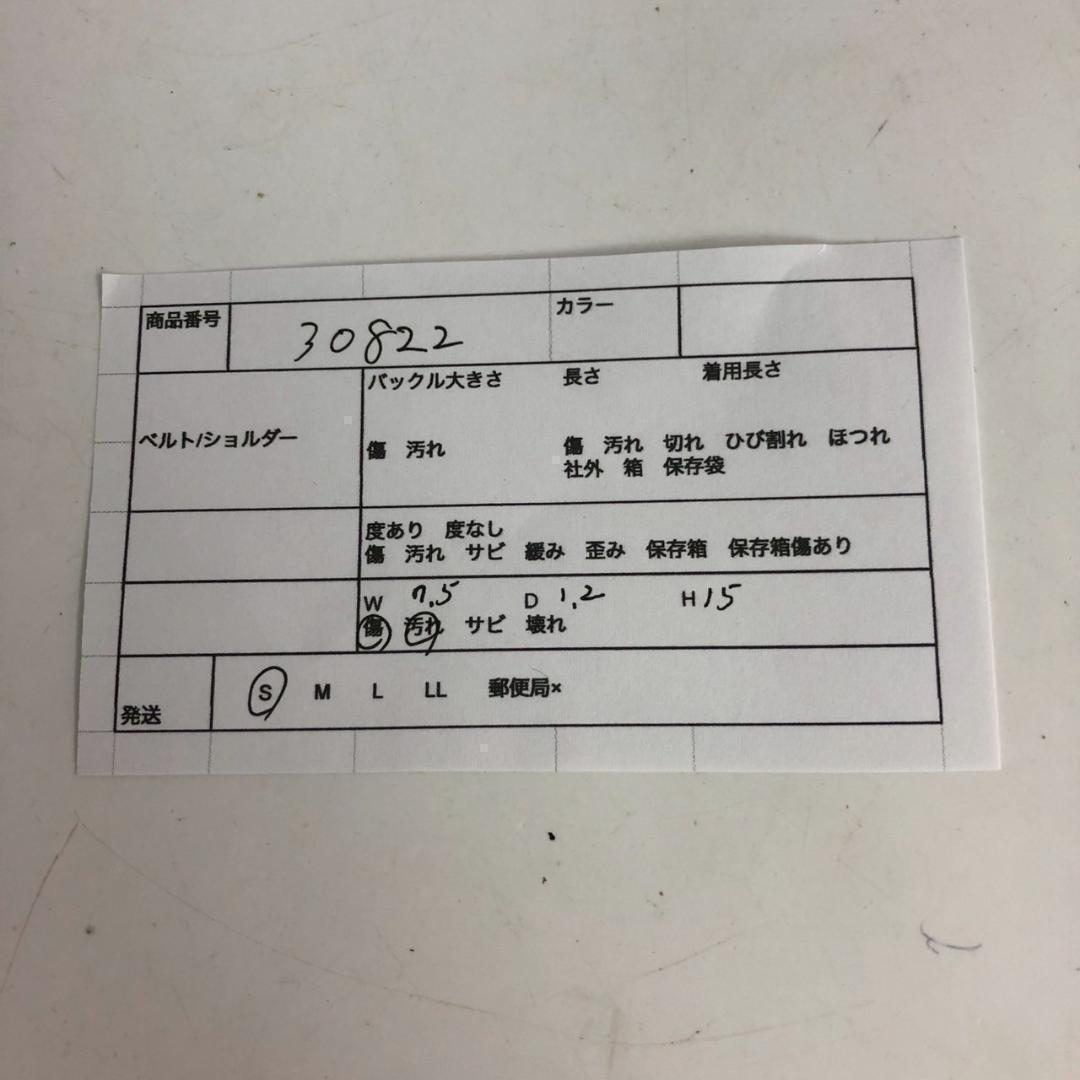 商品番号 30822 カラー
バックル大きさ 長さ 着用長さ
ベルト/ショルダー
傷 汚れ 傷 汚れ 切れ ひび割れ ほつれ
社外 箱 保存袋
度あり 度なし
傷 汚れ サビ 緩み 歪み 保存箱 保存箱傷あり
W 7.5 D 1.2 H 15
傷 汚れ サビ 壊れ
発送 S M L LL 郵便局×